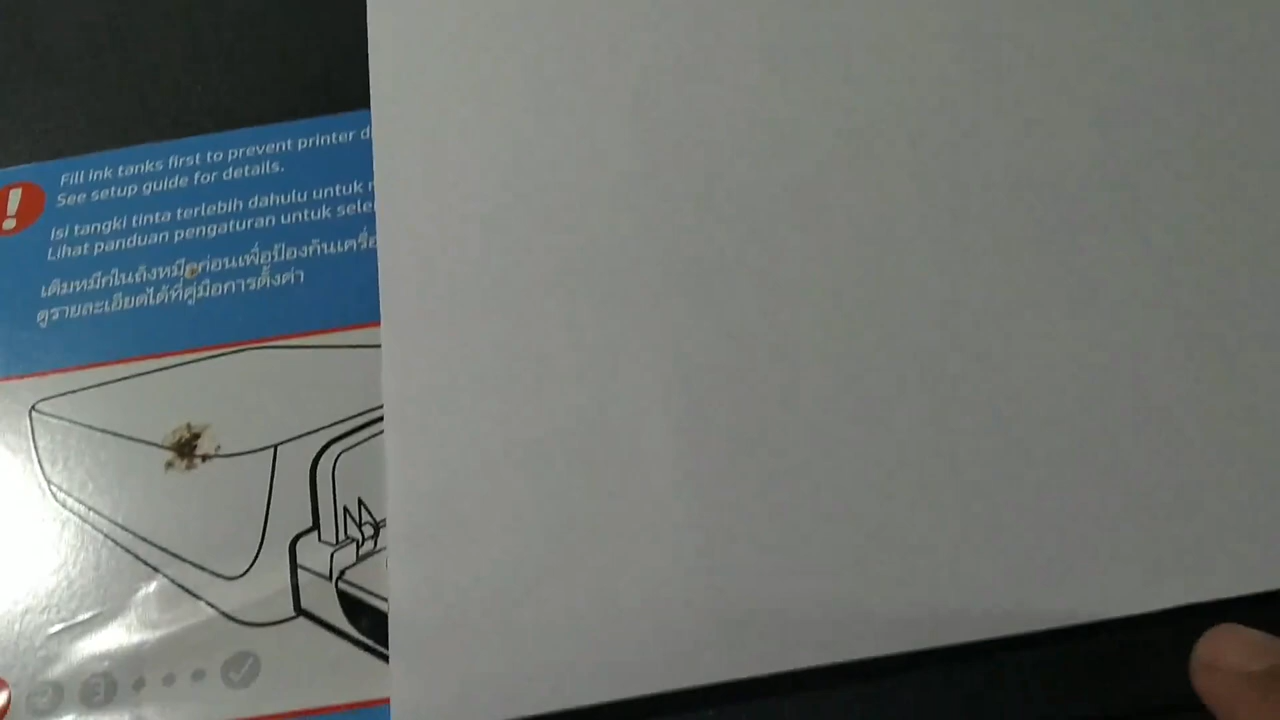 !
Fill ink tanks first to prevent printer d
See setup guide for details.
Isi tangki tinta terlebih dahulu untuk
Lihat panduan pengaturan untuk sele
เติมหมึกในถังหมึกก่อนเพื่อป้องกันเครื่อ
ดูรายละเอียดได้ที่คู่มือการตั้งค่า